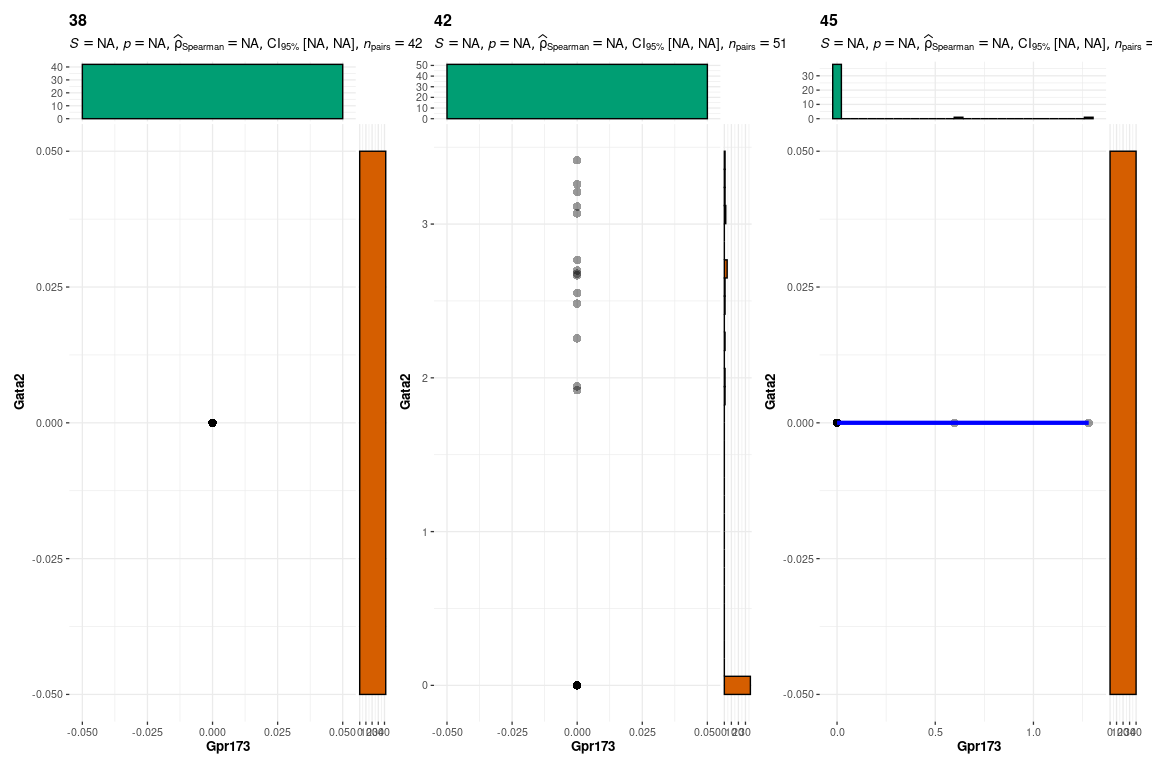 38
S = NA, p = NA, ρ̂Spearman = NA, CI95% [NA, NA], npairs = 42
40
30
20
10
0
0.050
0.025
0.000
-0.025
-0.050
Gata2
-0.050 -0.025 0.000 0.025 0.050
Gpr173
42
S = NA, p = NA, ρ̂Spearman = NA, CI95% [NA, NA], npairs = 51
50
40
30
20
10
0
3
2
1
0
Gata2
-0.050 -0.025 0.000 0.025 0.050
Gpr173
45
S = NA, p = NA, ρ̂Spearman = NA, CI95% [NA, NA], npairs =
30
20
10
0
0.050
0.025
0.000
-0.025
-0.050
Gata2
0.0 0.5 1.0
Gpr173